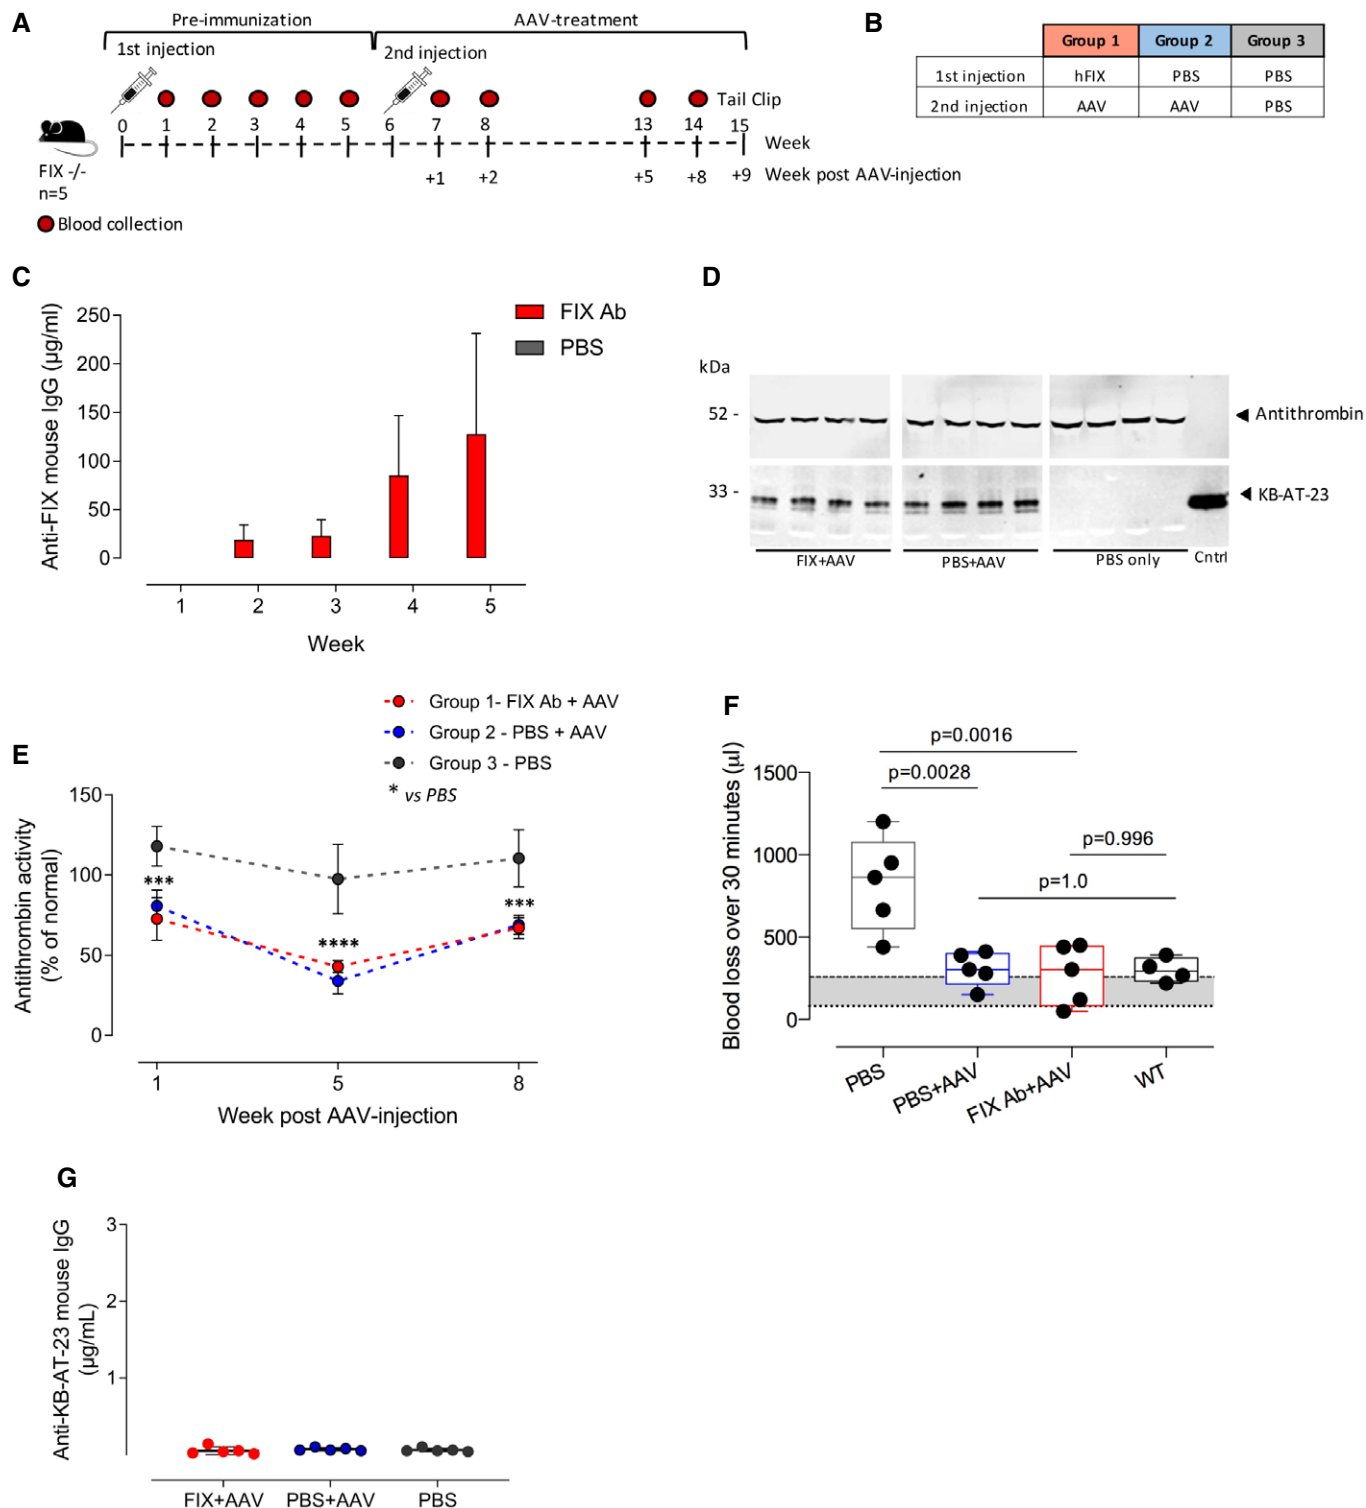 A
Pre-immunization
AAV-treatment
1st injection
2nd injection
Tail Clip
0 1 2 3 4 5 6 7 8 13 14 15
Week
+1 +2 +5 +8 +9 Week post AAV-injection
FIX -/-
n=5
Blood collection
B
Group 1 Group 2 Group 3
1st injection hFIX PBS PBS
2nd injection AAV AAV PBS
C
Anti-FIX mouse IgG (µg/ml)
250
200
150
100
50
0
FIX Ab
PBS
1 2 3 4 5
Week
D
kDa
52 -
Antithrombin
33 -
KB-AT-23
FIX+AAV PBS+AAV PBS only Cntrl
E
Group 1- FIX Ab + AAV
Group 2 - PBS + AAV
Group 3 - PBS
* vs PBS
Antithrombin activity
(% of normal)
150
100
50
0
***
****
***
1 5 8
Week post AAV-injection
F
Blood loss over 30 minutes (µl)
1500
1000
500
0
p=0.0016
p=0.0028
p=0.996
p=1.0
PBS PBS+AAV FIX Ab+AAV WT
G
Anti-KB-AT-23 mouse IgG
(µg/mL)
3
2
1
FIX+AAV PBS+AAV PBS